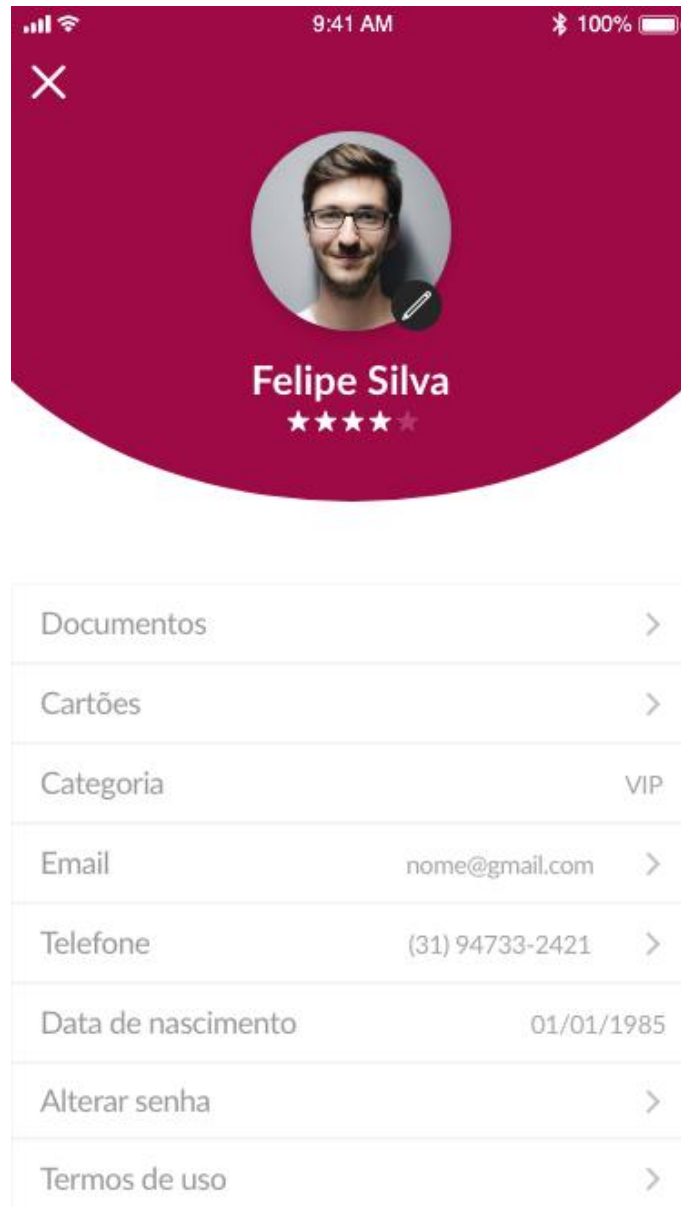 9:41 AM 100%
Felipe Silva
Documentos
Cartões
Categoria VIP
Email nome@gmail.com
Telefone (31) 94733-2421
Data de nascimento 01/01/1985
Alterar senha
Termos de uso